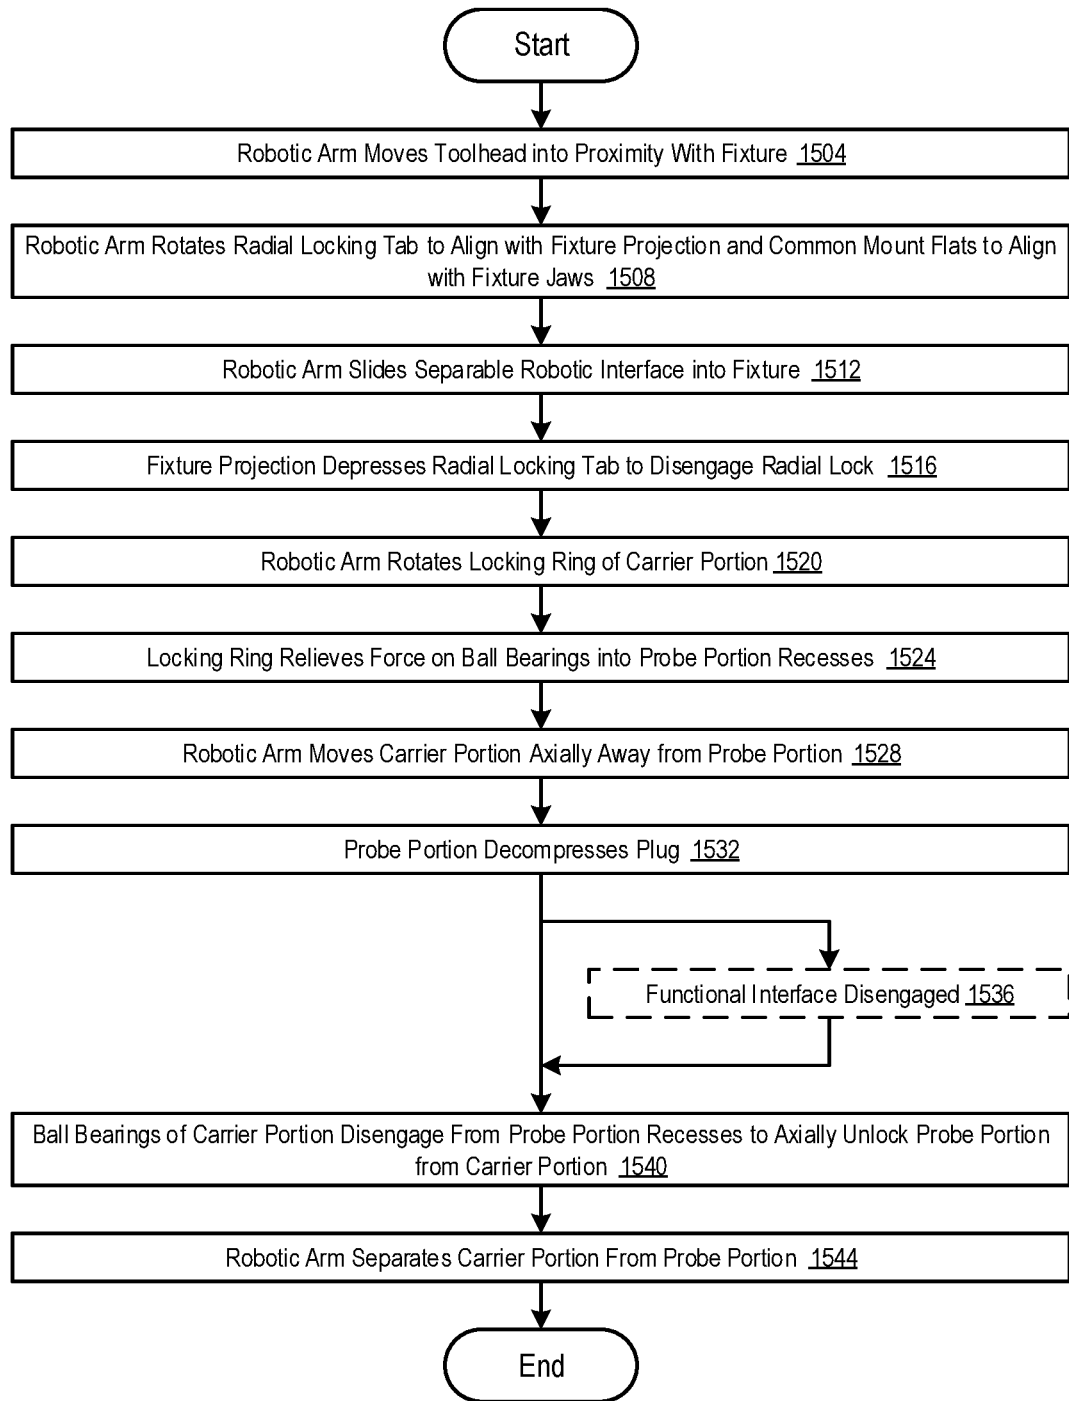 Start
Robotic Arm Moves Toolhead into Proximity With Fixture 1504
Robotic Arm Rotates Radial Locking Tab to Align with Fixture Projection and Common Mount Flats to Align
with Fixture Jaws 1508
Robotic Arm Slides Separable Robotic Interface into Fixture 1512
Fixture Projection Depresses Radial Locking Tab to Disengage Radial Lock 1516
Robotic Arm Rotates Locking Ring of Carrier Portion 1520
Locking Ring Relieves Force on Ball Bearings into Probe Portion Recesses 1524
Robotic Arm Moves Carrier Portion Axially Away from Probe Portion 1528
Probe Portion Decompresses Plug 1532
Functional Interface Disengaged 1536
Ball Bearings of Carrier Portion Disengage From Probe Portion Recesses to Axially Unlock Probe Portion
from Carrier Portion 1540
Robotic Arm Separates Carrier Portion From Probe Portion 1544
End